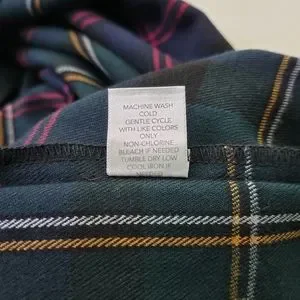 MACHINE WASH
COLD
GENTLE CYCLE
WITH LIKE COLORS
ONLY
NON-CHLORINE
BLEACH IF NEEDED
TUMBLE DRY LOW
COOL IRON IF